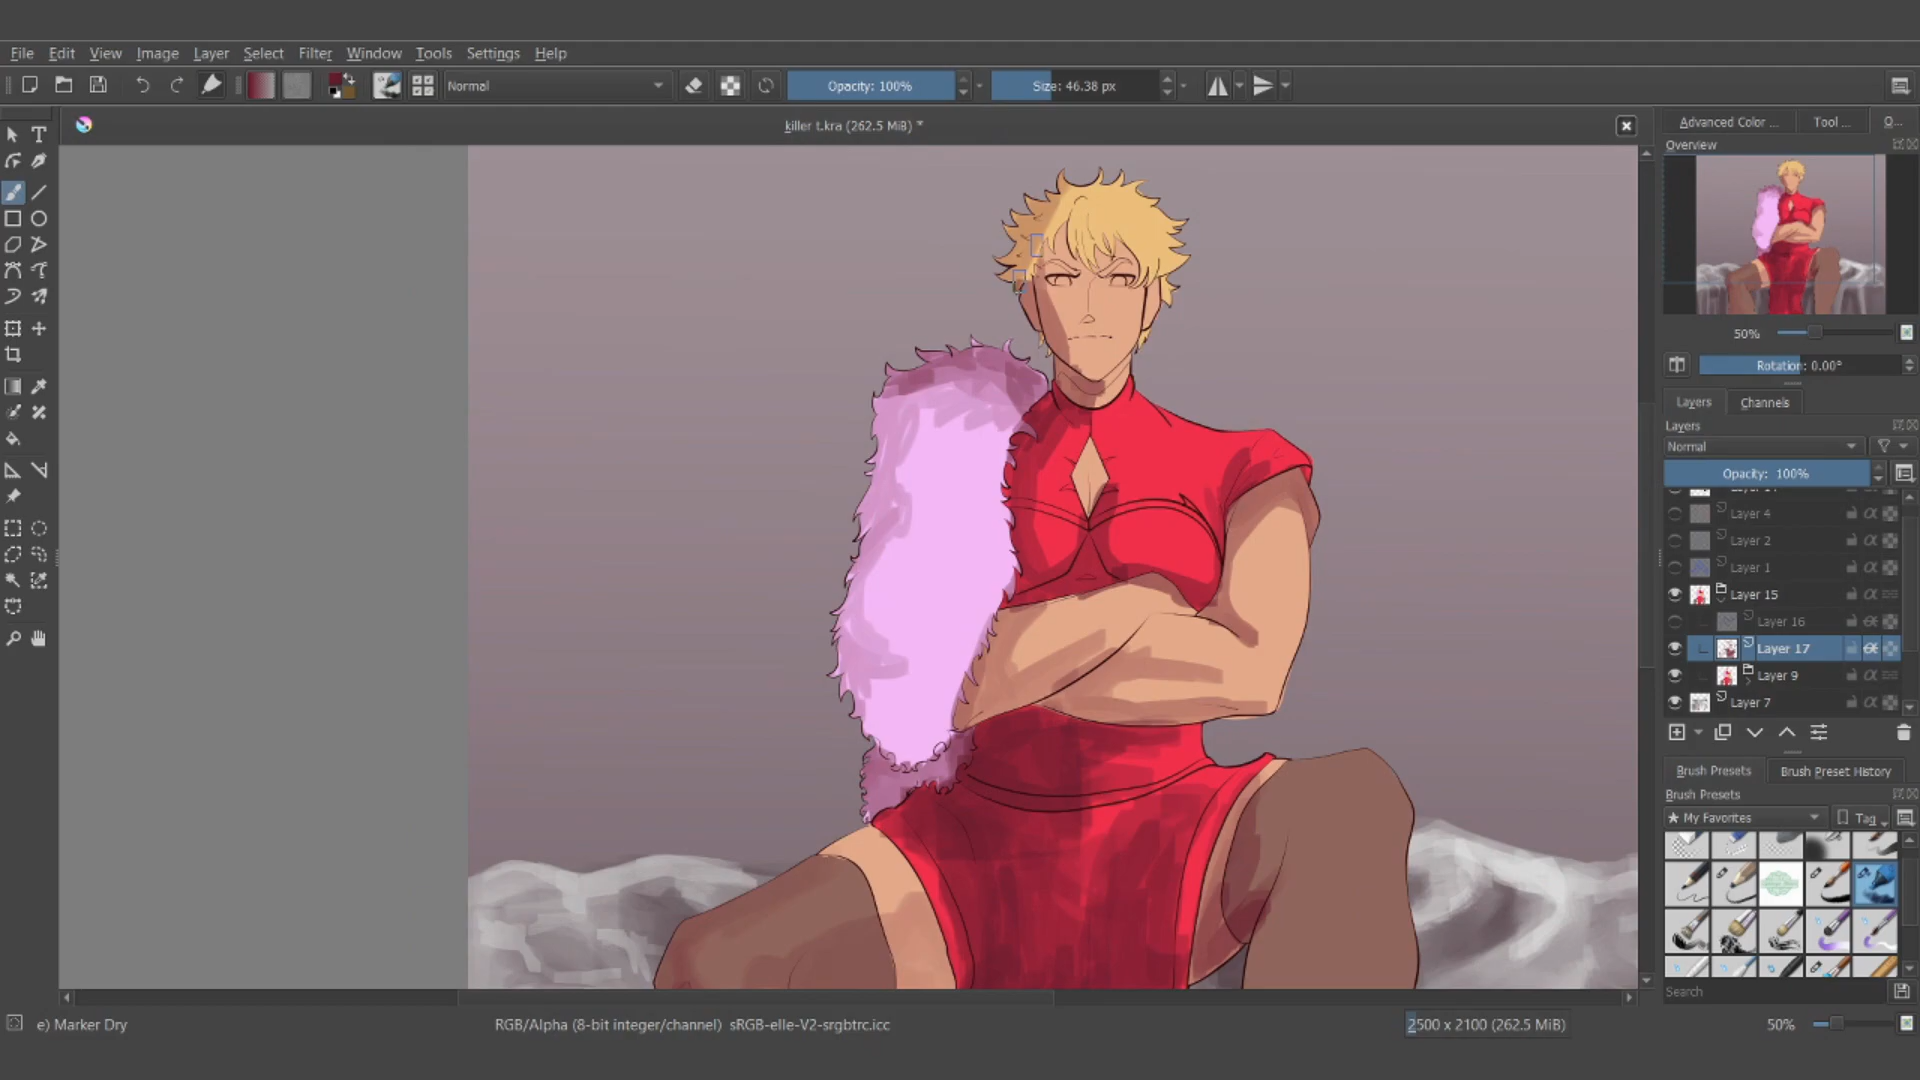 File Edit View Image Layer Select Filter Window Tools Settings Help
Normal Opacity: 100% Size: 46.38 px
killer t.kra (262.5 MiB) *
Advanced Color ... Tool ... O...
Overview
50%
Rotation: 0.00°
Layers Channels
Layers
Normal
Opacity: 100%
Layer 4
Layer 2
Layer 1
Layer 15
Layer 16
Layer 17
Layer 9
Layer 7
Brush Presets Brush Preset History
Brush Presets
★ My Favorites Tag
Search
e) Marker Dry RGB/Alpha (8-bit integer/channel) sRGB-elle-V2-srgbtrc.icc 2500 x 2100 (262.5 MiB) 50%